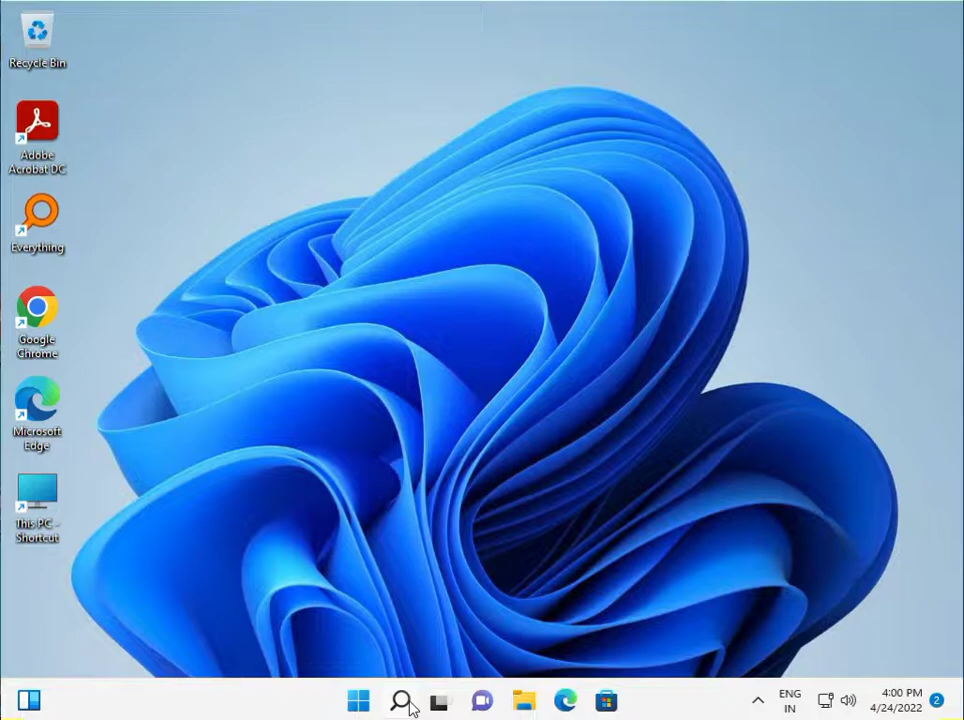 Recycle Bin
Adobe
Acrobat DC
Everything
Google
Chrome
Microsoft
Edge
This PC -
Shortcut
ENG
IN
4:00 PM
4/24/2022
2